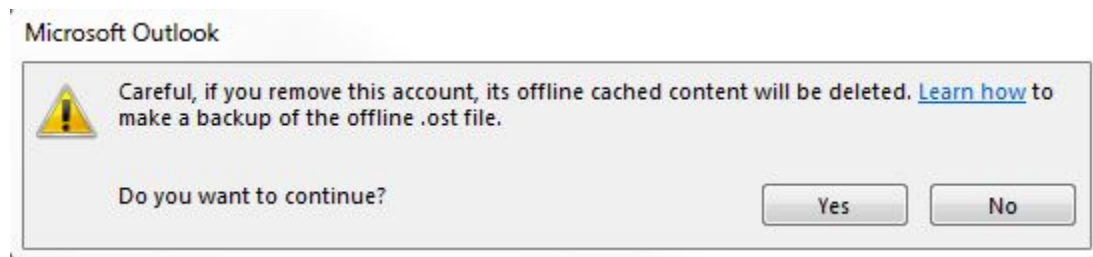 Microsoft Outlook
Careful, if you remove this account, its offline cached content will be deleted. Learn how to
make a backup of the offline .ost file.
Do you want to continue?
Yes
No